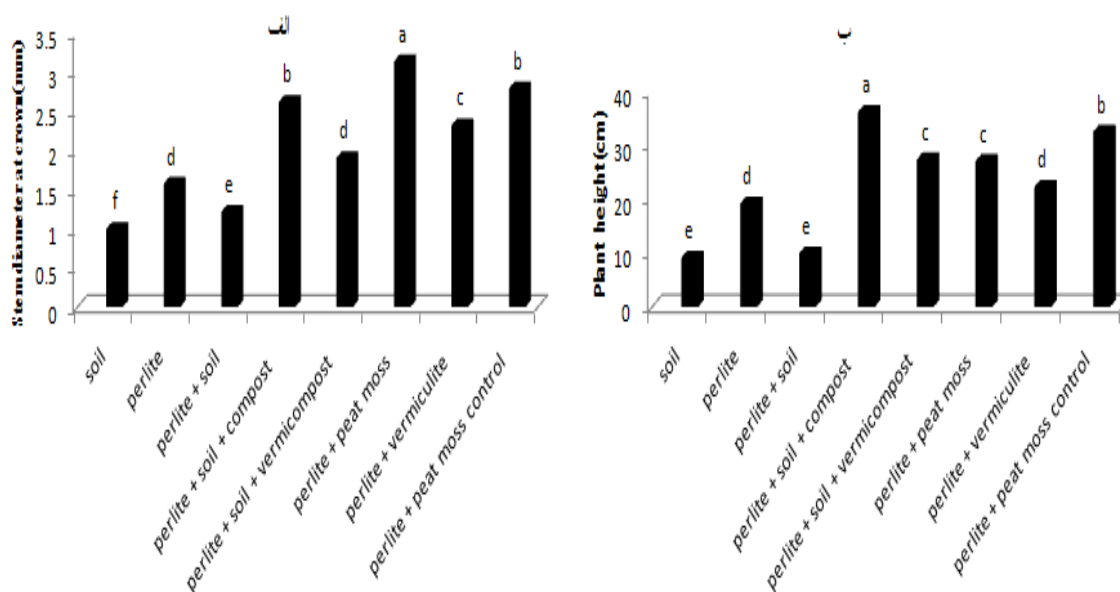 الف
Stem diameter at crown(mm)
3.5
3
2.5
2
1.5
1
0.5
0
f
d
e
b
d
a
c
b
soil
perlite
perlite + soil
perlite + soil + compost
perlite + soil + vermicompost
perlite + peat moss
perlite + vermiculite
perlite + peat moss control
ب
Plant height(cm)
40
30
20
10
0
e
d
e
a
c
c
d
b
soil
perlite
perlite + soil
perlite + soil + compost
perlite + soil + vermicompost
perlite + peat moss
perlite + vermiculite
perlite + peat moss control